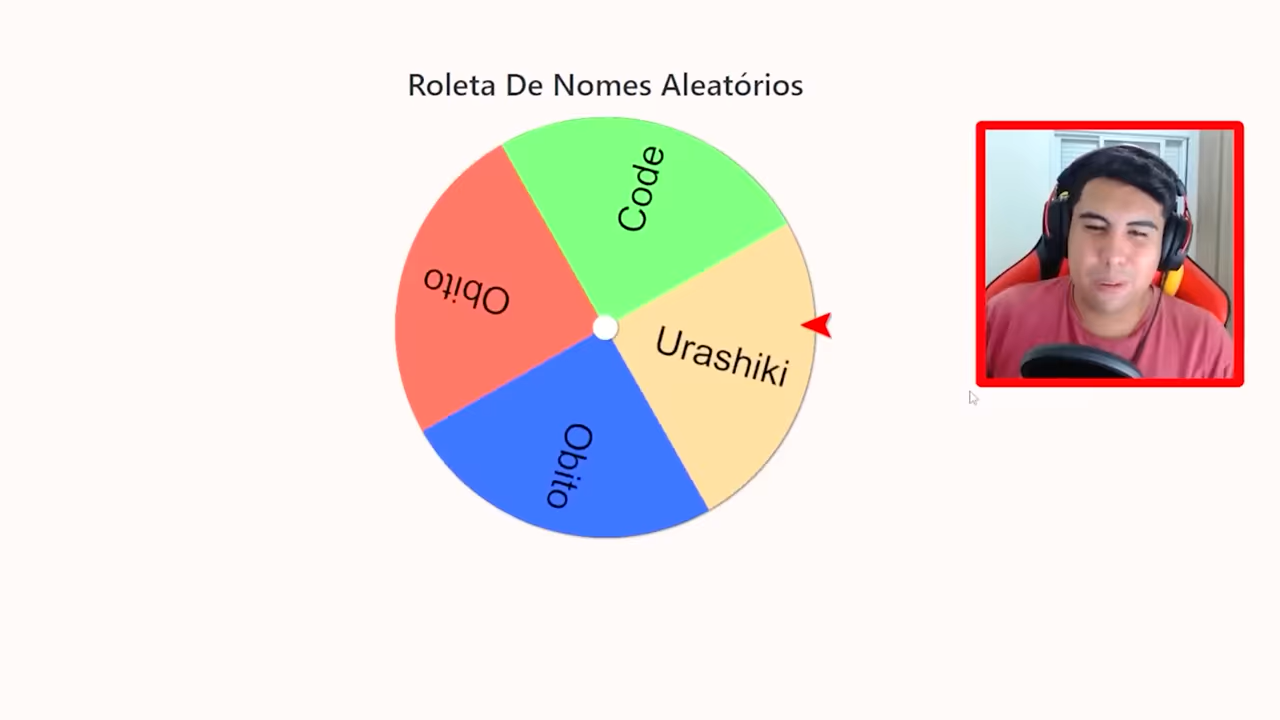 Roleta De Nomes Aleatórios
Code
Obito
Urashiki
Obito